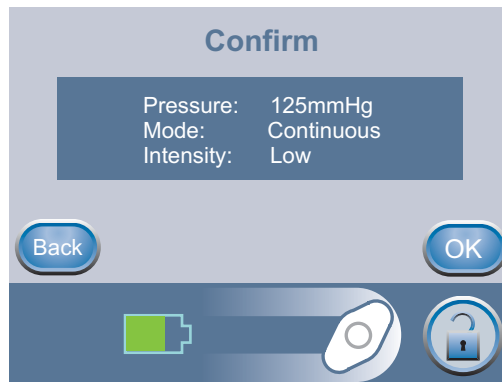 Confirm
Pressure: 125mmHg
Mode: Continuous
Intensity: Low
Back
OK